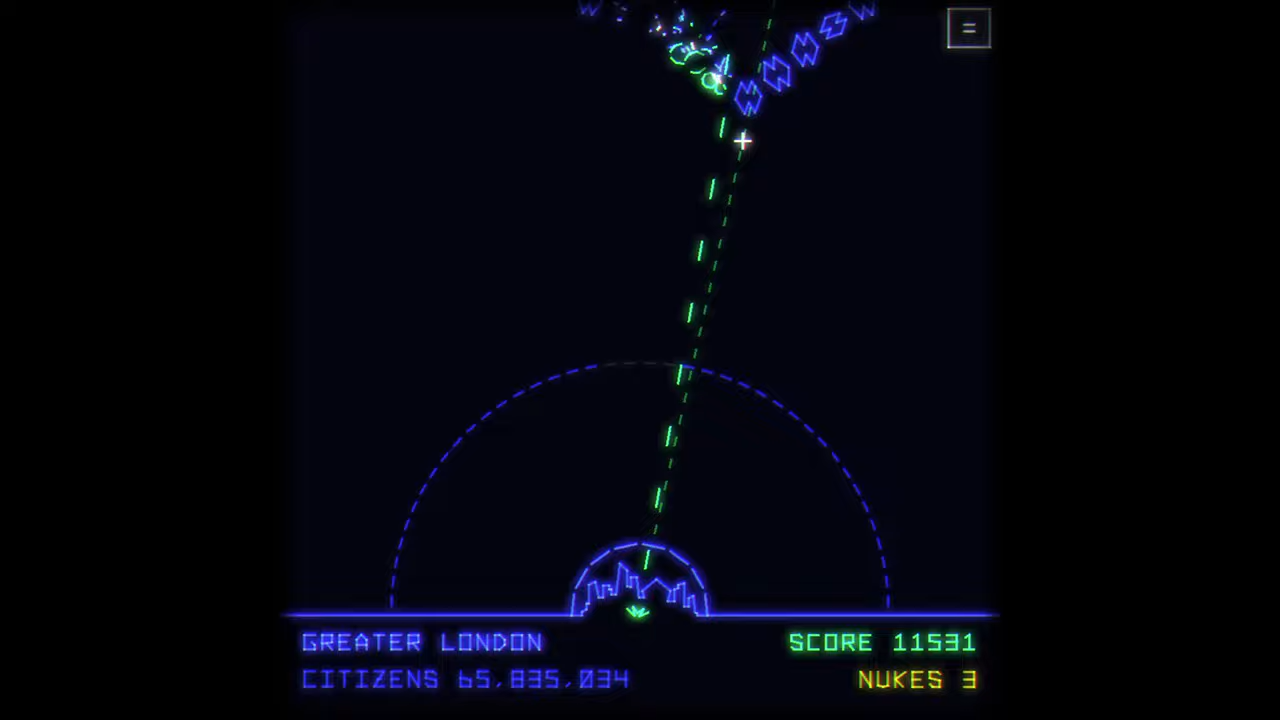 GREATER LONDON
SCORE 11531
CITIZENS 65,835,034
NUKES 3